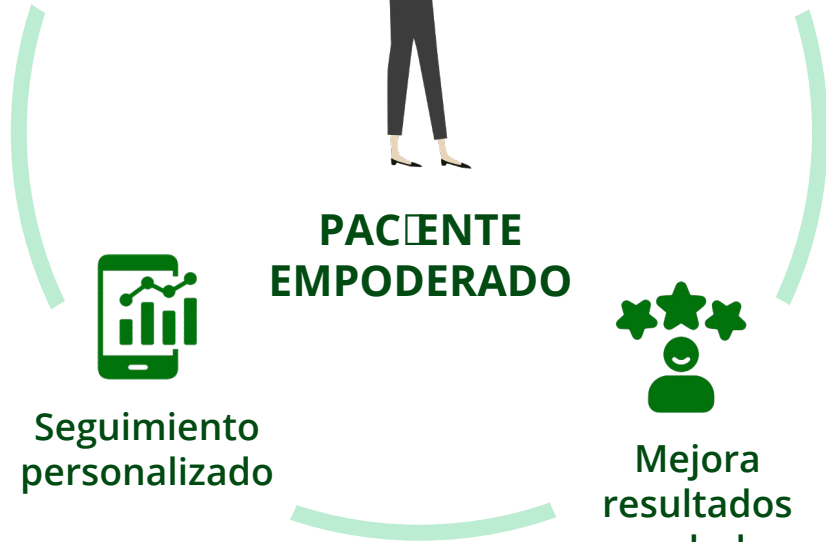 PAC▯ENTE
EMPODERADO
Seguimiento
personalizado
Mejora
resultados